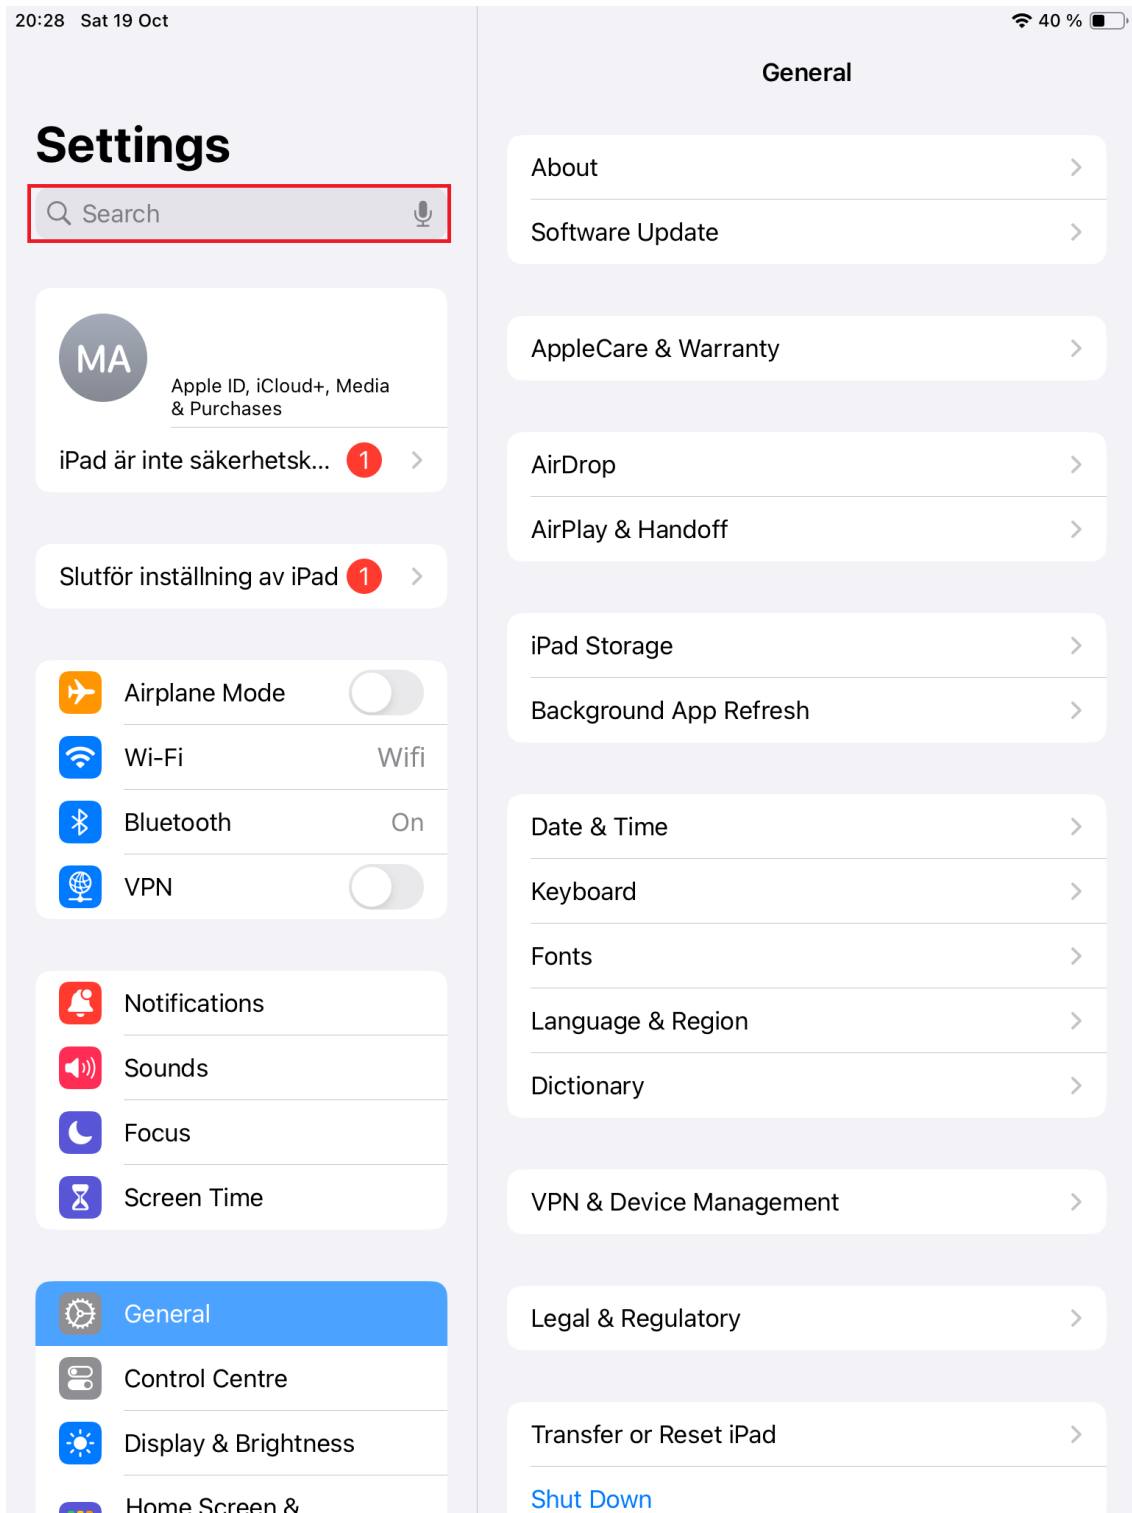 20:28 Sat 19 Oct
40 %
Settings
Search
MA
Apple ID, iCloud+, Media
& Purchases
iPad är inte säkerhetsk... 1
Slutför inställning av iPad 1
Airplane Mode
Wi-Fi Wifi
Bluetooth On
VPN
Notifications
Sounds
Focus
Screen Time
General
Control Centre
Display & Brightness
Home Screen &
General
About
Software Update
AppleCare & Warranty
AirDrop
AirPlay & Handoff
iPad Storage
Background App Refresh
Date & Time
Keyboard
Fonts
Language & Region
Dictionary
VPN & Device Management
Legal & Regulatory
Transfer or Reset iPad
Shut Down